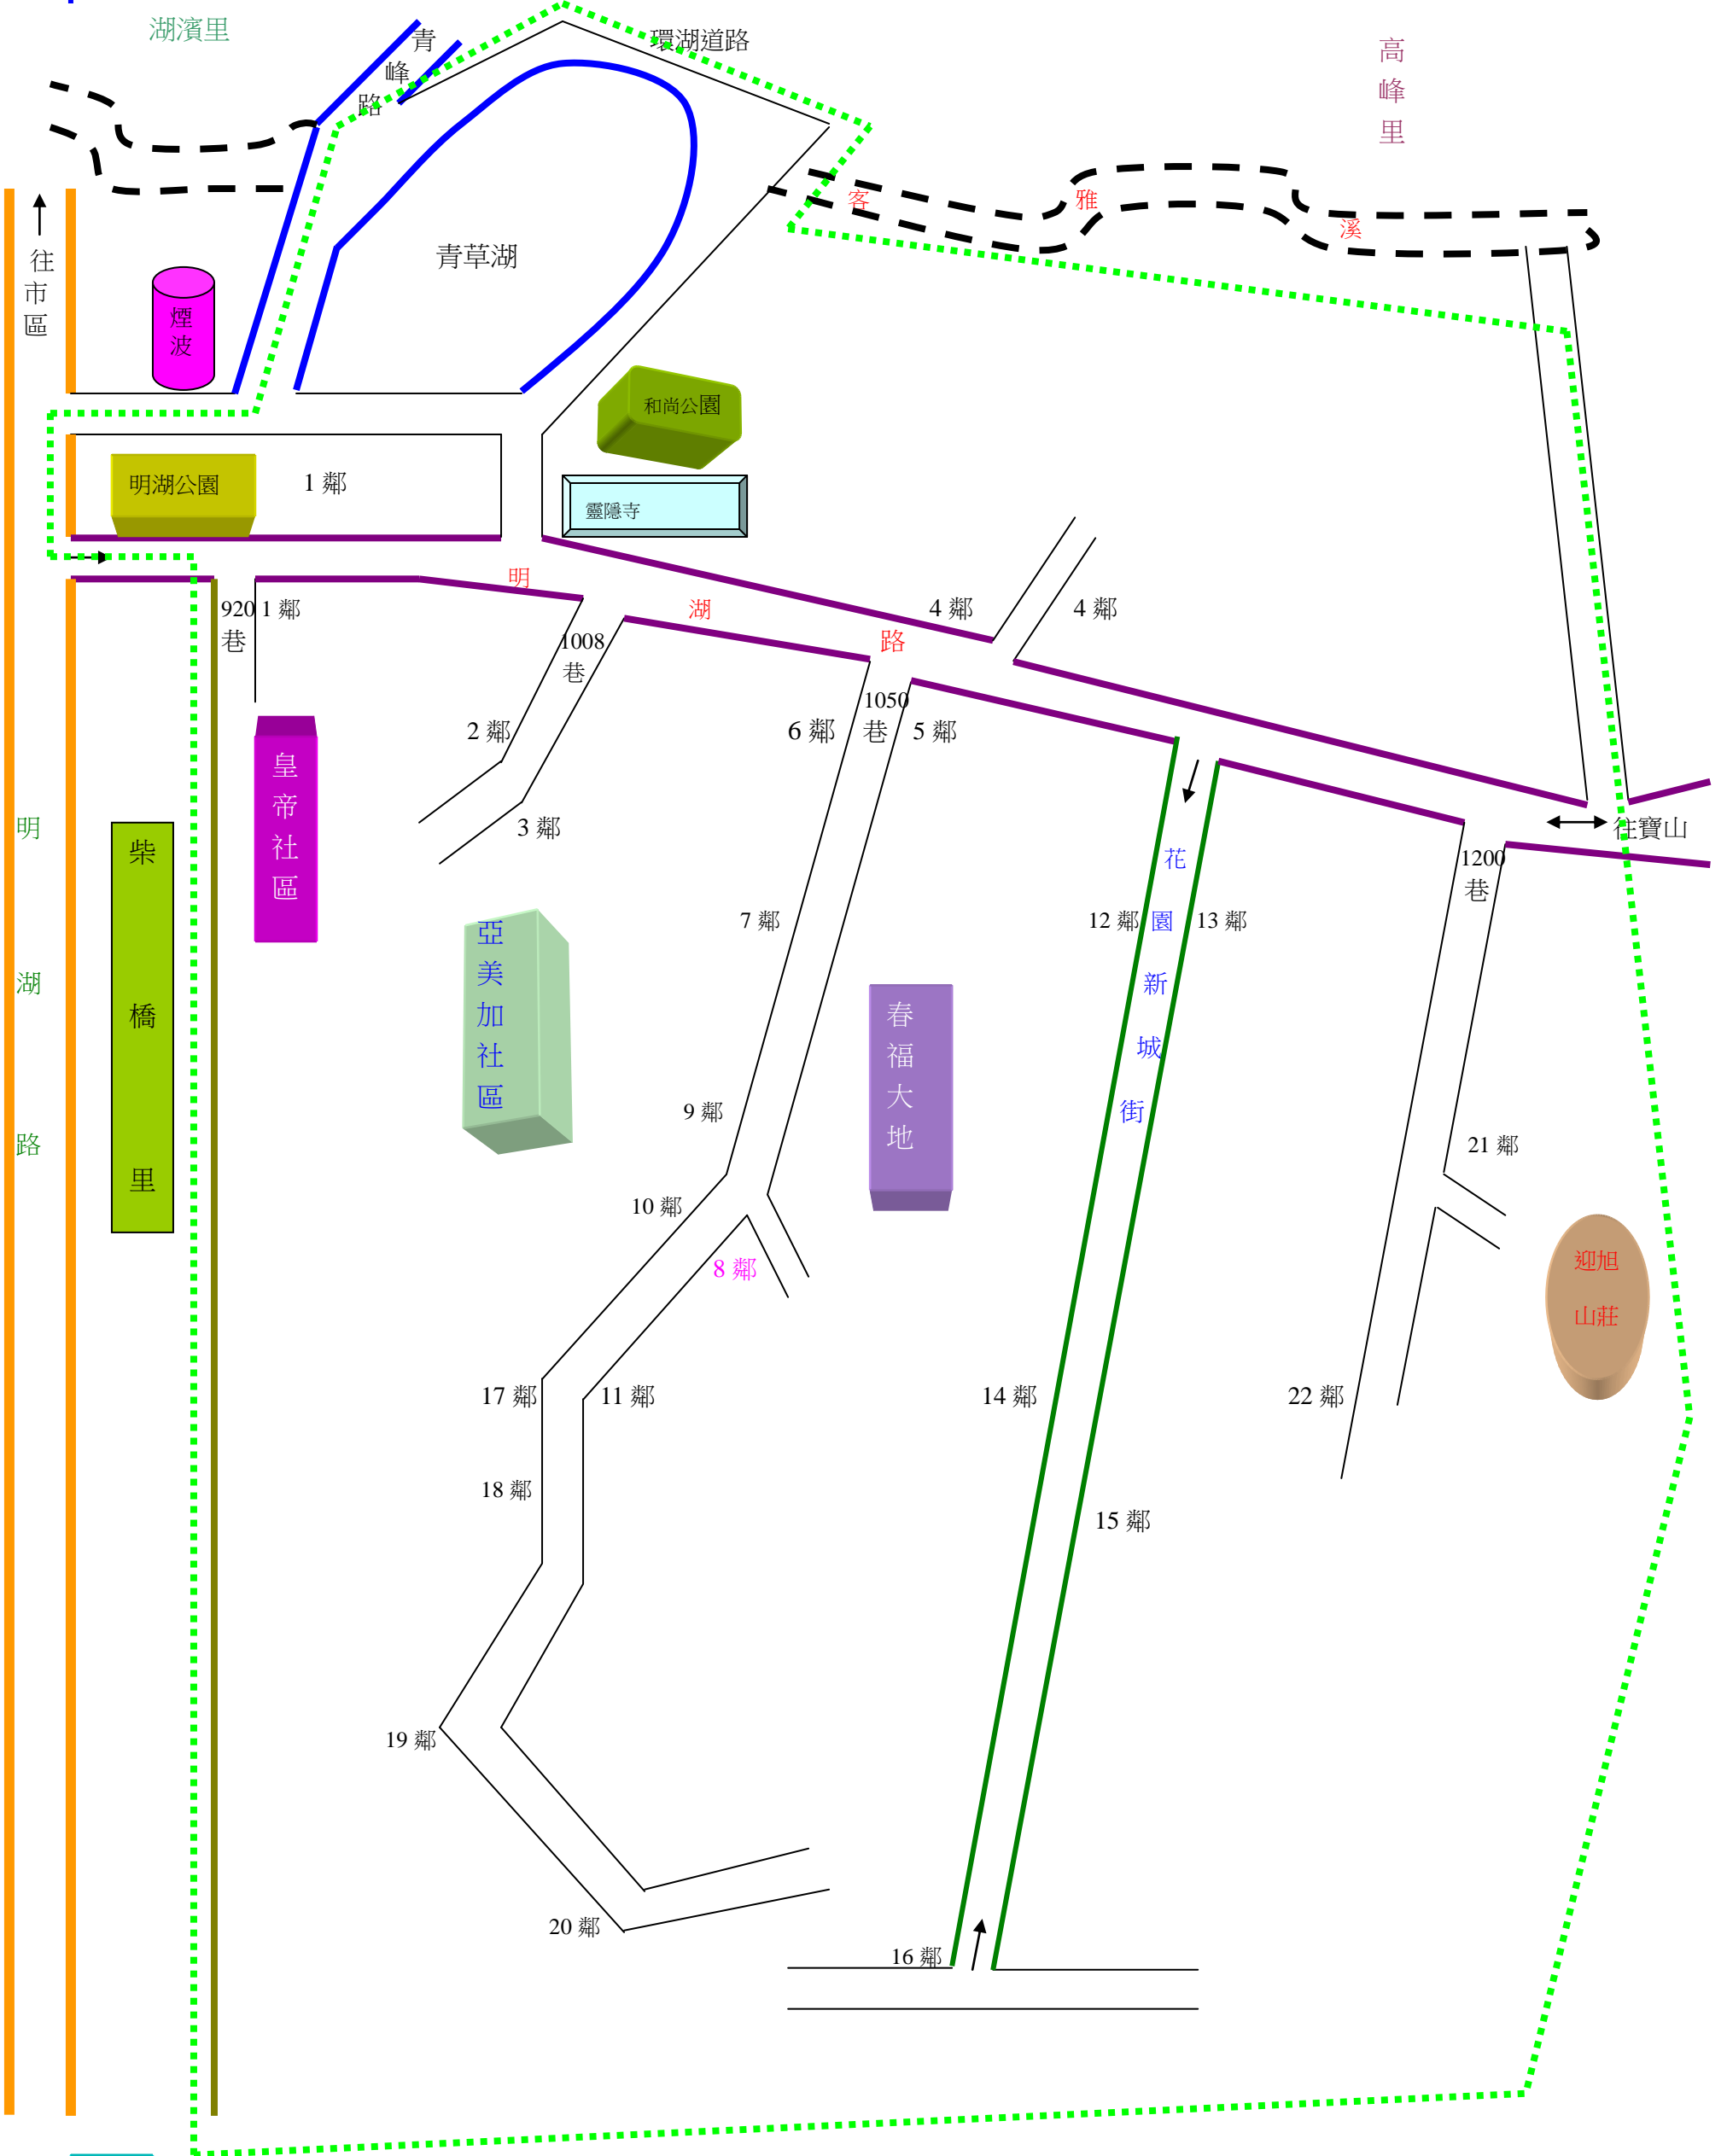 湖濱里
青峰路
環湖道路
高峰里
客雅溪
往市區
煙波
青草湖
和尚公園
明湖公園
1 鄰
靈隱寺
明湖路
920 巷
1 鄰
1008 巷
4 鄰
4 鄰
1050 巷
2 鄰
6 鄰
5 鄰
皇帝社區
3 鄰
往寶山
明湖路
柴橋里
1200 巷
花園新城街
7 鄰
12 鄰
13 鄰
亞美加社區
春福大地
9 鄰
21 鄰
10 鄰
8 鄰
迎旭
山莊
17 鄰
11 鄰
14 鄰
22 鄰
18 鄰
15 鄰
19 鄰
20 鄰
16 鄰